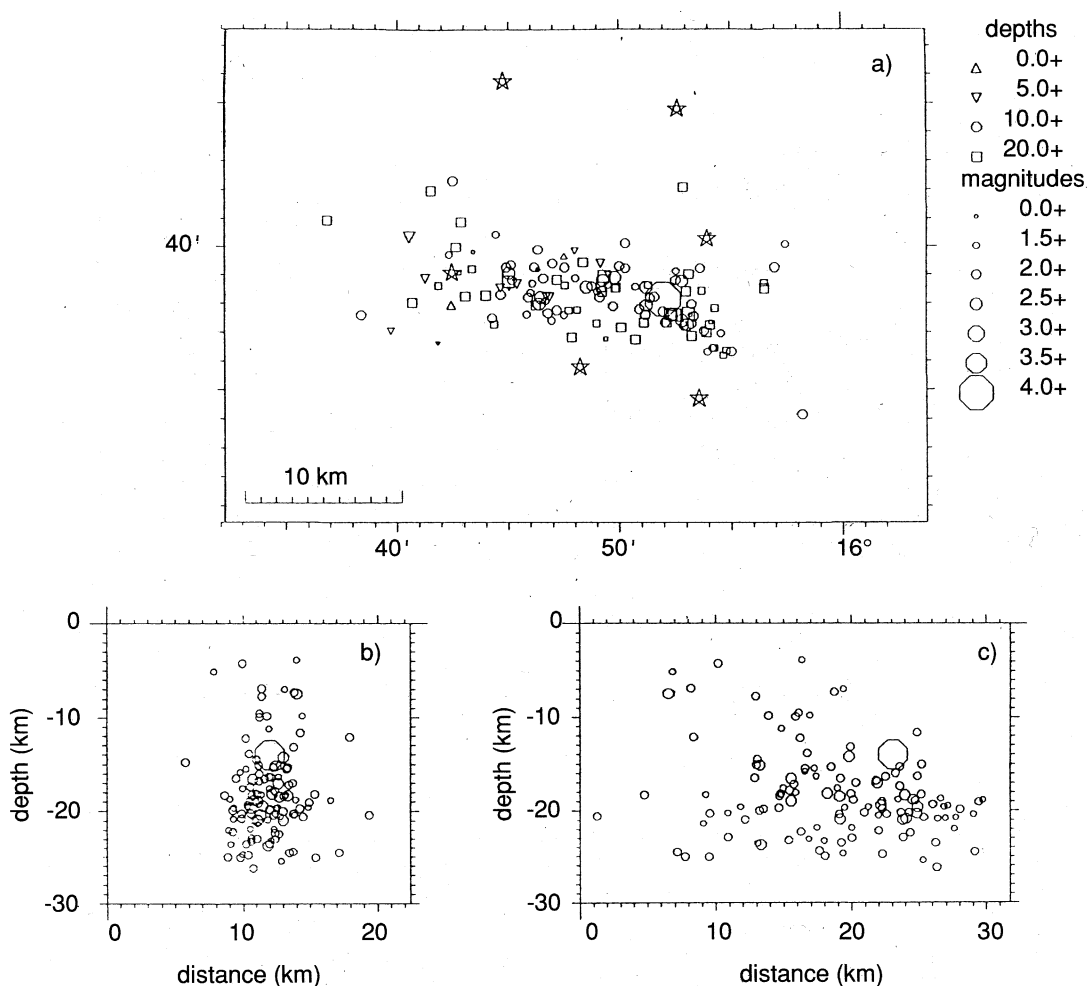 a)
depths
0.0+
5.0+
10.0+
20.0+
magnitudes
0.0+
1.5+
2.0+
2.5+
3.0+
3.5+
4.0+
40'
10 km
40' 50' 16°
b)
0
-10
-20
-30
depth (km)
0 10 20
distance (km)
c)
0
-10
-20
-30
depth (km)
0 10 20 30
distance (km)